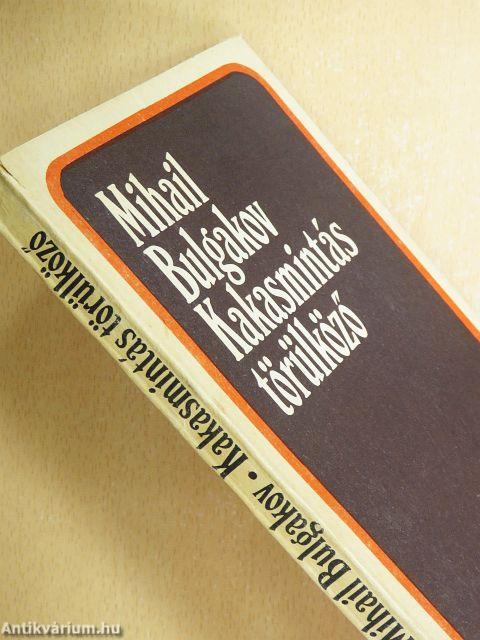 Mihail
Bulgakov
Kakasmintás
törülköző
Mihail Bulgakov • Kakasmintás törülköző
Antikvárium.hu